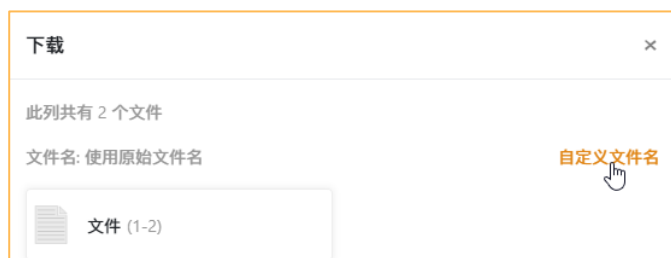 下载 ×
此列共有 2 个文件
文件名: 使用原始文件名 自定义文件名
文件 (1-2)